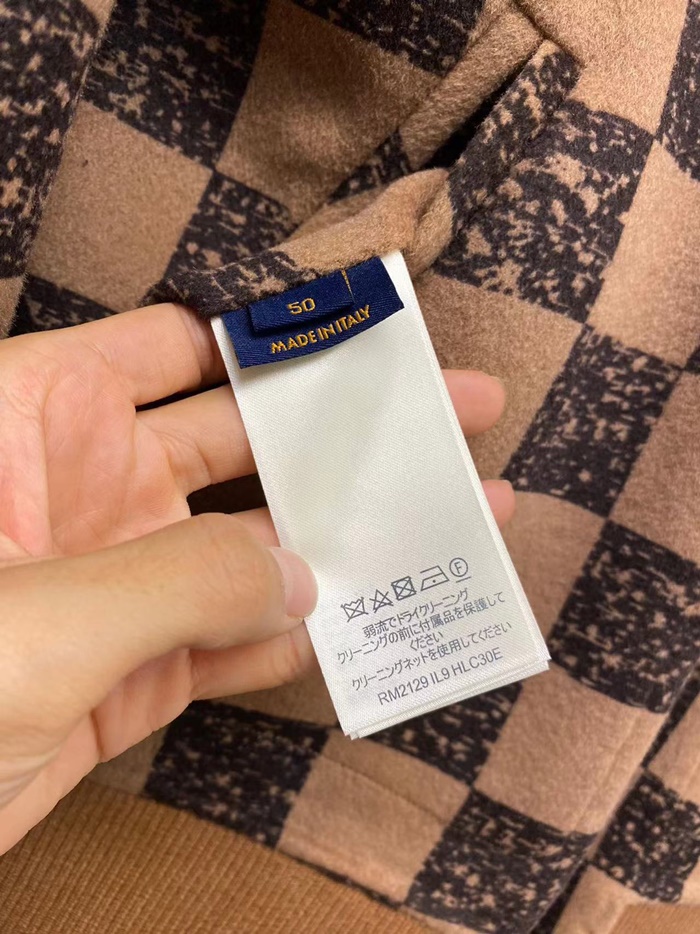 50
MADE IN ITALY
F
弱流でドライクリーニング
クリーニングの前に付属品を保護して
ください
クリーニングネットを使用してください
RM2129 IL9 HLC30E